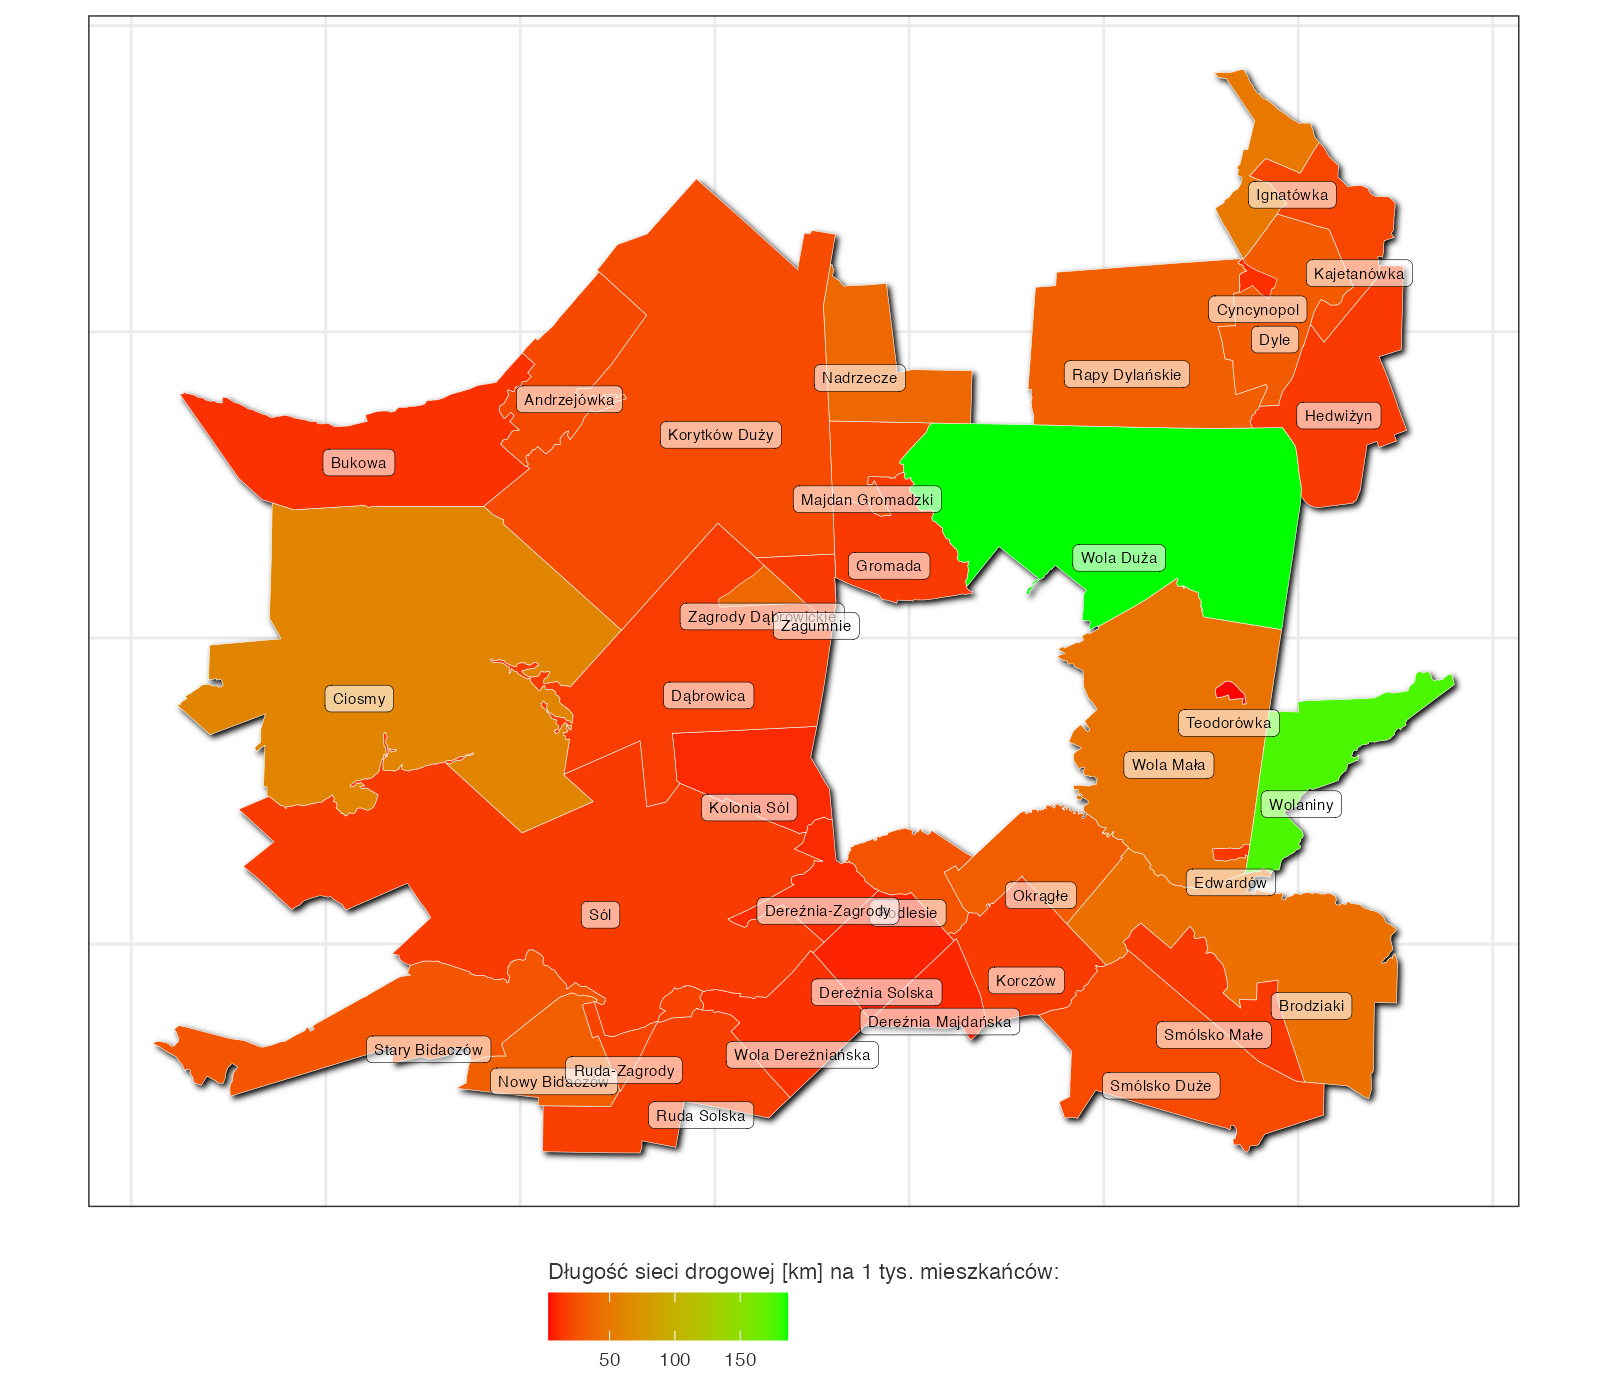 Ignatówka
Kajetanówka
Cyncynopol
Dyle
Rapy Dylańskie
Nadrzecze
Andrzejówka
Hedwiżyn
Korytków Duży
Bukowa
Majdan Gromadzki
Wola Duża
Gromada
Zagrody Dąbrowickie
Zagumnie
Dąbrowica
Ciosmy
Teodorówka
Wola Mała
Wolaniny
Kolonia Sól
Edwardów
Okrągłe
Dereźnia-Zagrody
Podlesie
Sól
Korczów
Dereźnia Solska
Brodziaki
Dereźnia Majdańska
Smólsko Małe
Stary Bidaczów
Wola Dereźniańska
Ruda-Zagrody
Nowy Bidaczów
Smólsko Duże
Ruda Solska
Długość sieci drogowej [km] na 1 tys. mieszkańców:
50 100 150